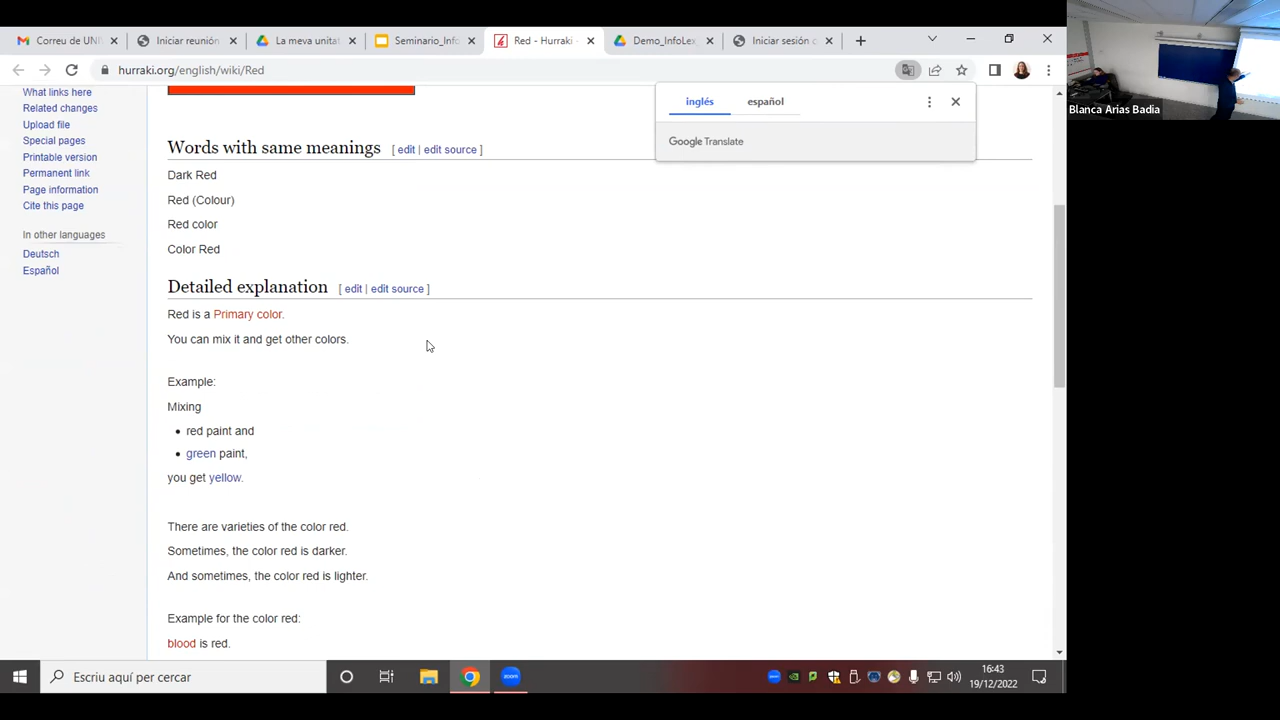 Correu de UNI
Iniciar reunión
La meva unitat
Seminario_Info
Red - Hurraki -
Demo_InfoLex
Iniciar sesión c
hurraki.org/english/wiki/Red
inglés español
Google Translate
Blanca Arias Badia
What links here
Related changes
Upload file
Special pages
Printable version
Permanent link
Page information
Cite this page
In other languages
Deutsch
Español
Words with same meanings [ edit | edit source ]
Dark Red
Red (Colour)
Red color
Color Red
Detailed explanation [ edit | edit source ]
Red is a Primary color.
You can mix it and get other colors.
Example:
Mixing
• red paint and
• green paint,
you get yellow.
There are varieties of the color red.
Sometimes, the color red is darker.
And sometimes, the color red is lighter.
Example for the color red:
blood is red.
Escriu aquí per cercar
zoom
16:43
19/12/2022